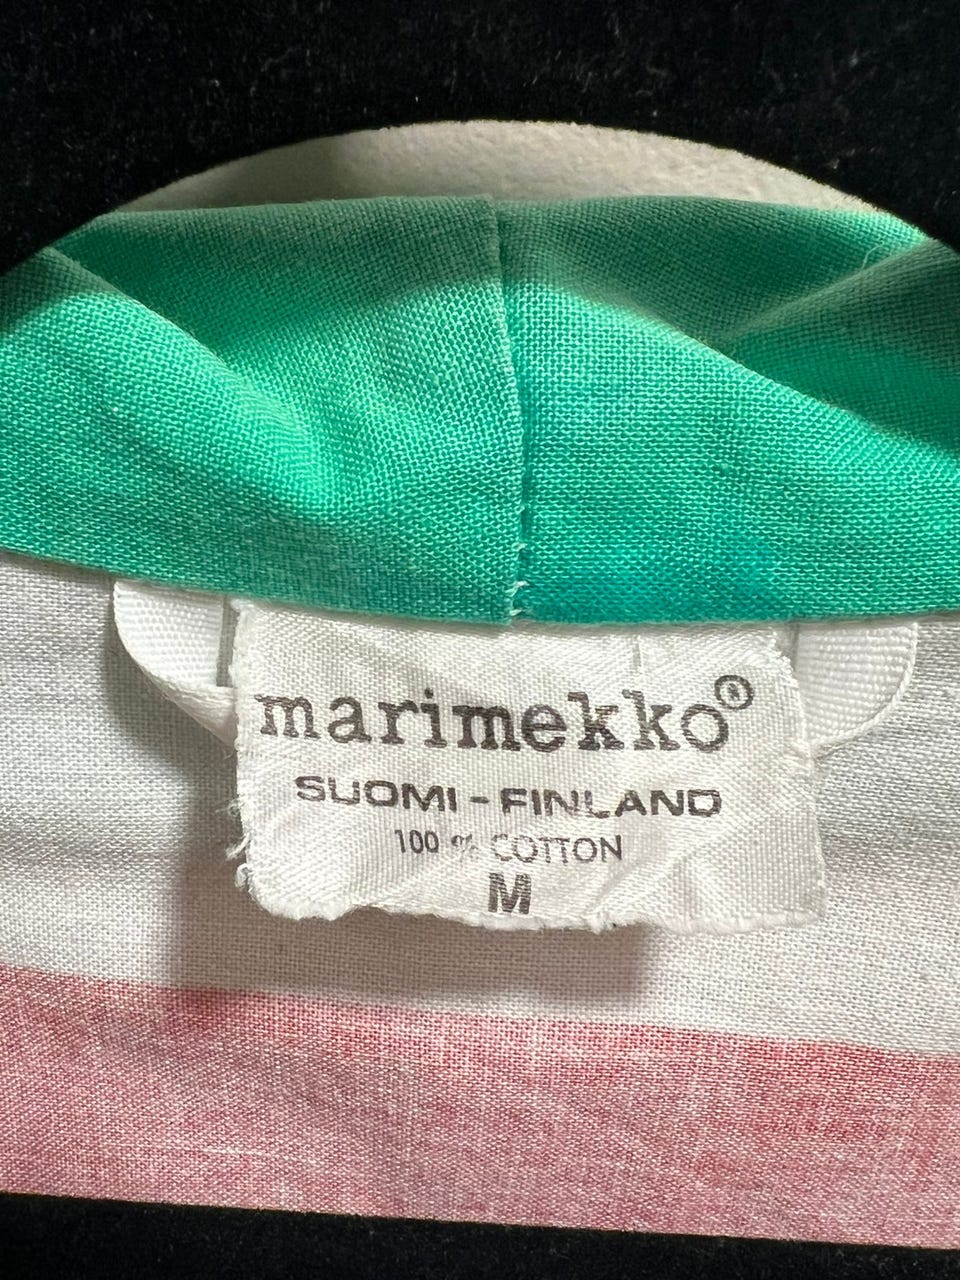 marimekko®
SUOMI - FINLAND
100 % COTTON
M